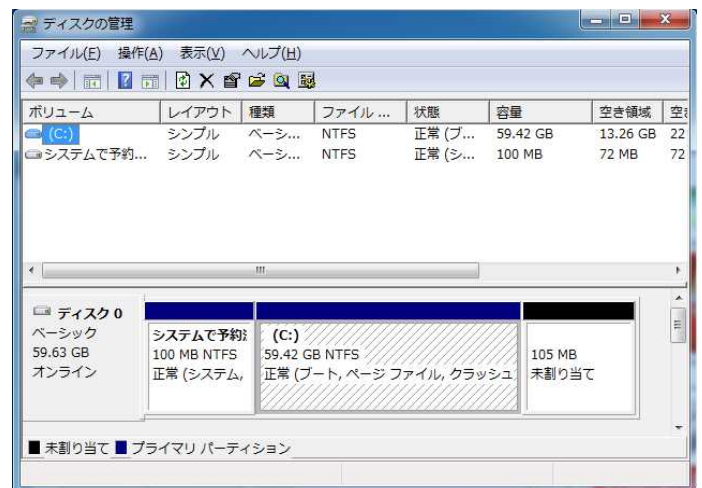 ディスクの管理
ファイル(F) 操作(A) 表示(V) ヘルプ(H)
ボリューム レイアウト 種類 ファイル ... 状態 容量 空き領域
(C:) シンプル ベーシ... NTFS 正常 (ブ... 59.42 GB 13.26 GB 22
システムで予約... シンプル ベーシ... NTFS 正常 (シ... 100 MB 72 MB 72
ディスク 0
ベーシック
59.63 GB
オンライン
システムで予約
100 MB NTFS
正常 (システム,
(C:)
59.42 GB NTFS
正常 (ブート, ページ ファイル, クラッシュ
105 MB
未割り当て
未割り当て プライマリ パーティション